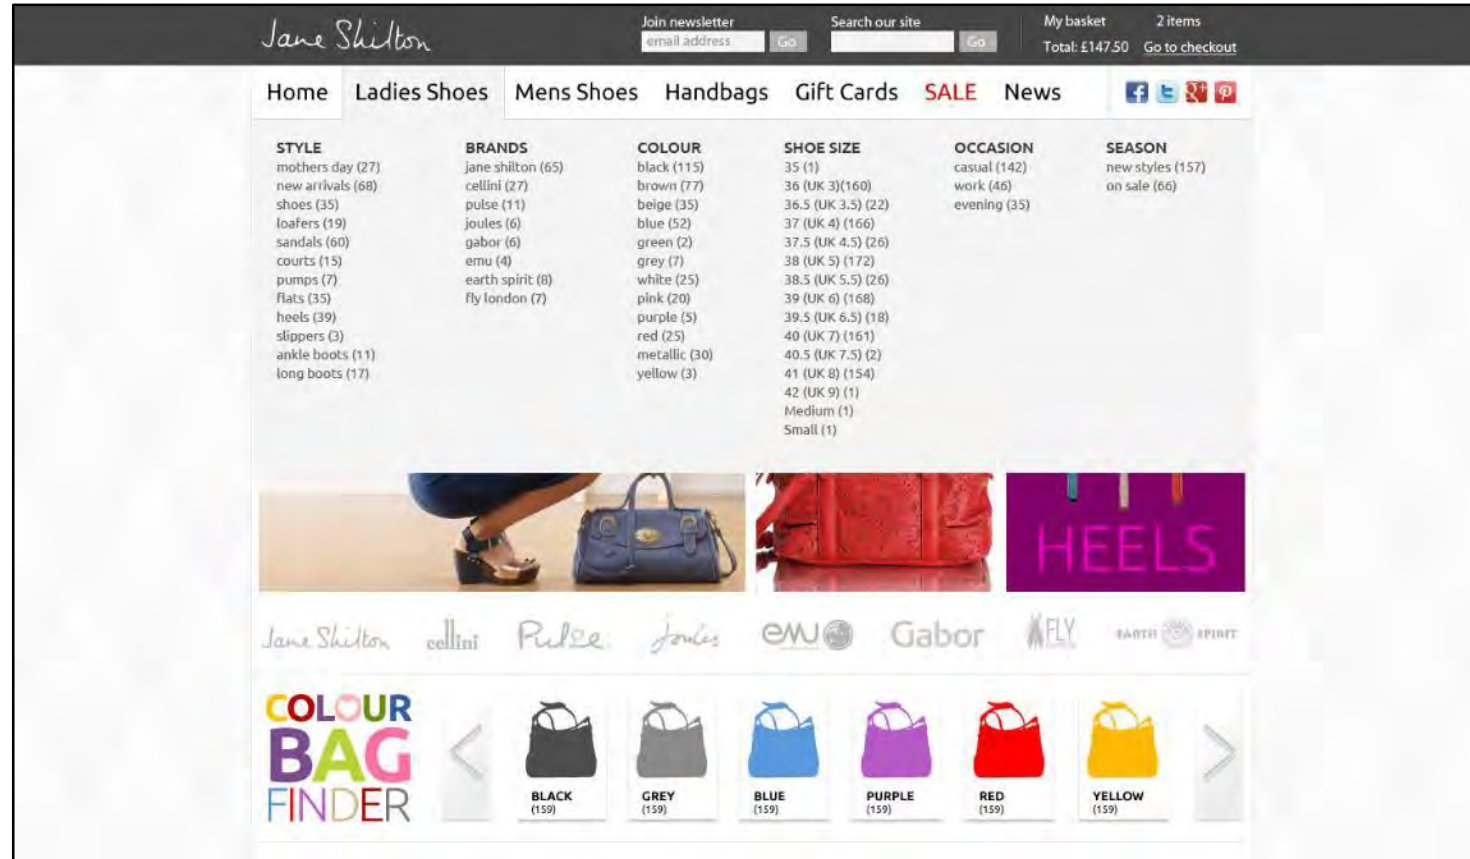 Jane Shilton
Join newsletter
email address
Go
Search our site
Go
My basket
2 items
Total: £147.50
Go to checkout
Home
Ladies Shoes
Mens Shoes
Handbags
Gift Cards
SALE
News
STYLE
mothers day (27)
new arrivals (68)
shoes (35)
loafers (19)
sandals (60)
courts (15)
pumps (7)
flats (35)
heels (39)
slippers (3)
ankle boots (11)
long boots (17)
BRANDS
jane shilton (65)
cellini (27)
pulse (11)
joules (6)
gabor (6)
emu (4)
earth spirit (8)
fly london (7)
COLOUR
black (115)
brown (77)
beige (35)
blue (52)
green (2)
grey (7)
white (25)
pink (20)
purple (5)
red (25)
metallic (30)
yellow (3)
SHOE SIZE
35 (1)
36 (UK 3)(160)
36.5 (UK 3.5) (22)
37 (UK 4) (166)
37.5 (UK 4.5) (26)
38 (UK 5) (172)
38.5 (UK 5.5) (26)
39 (UK 6) (168)
39.5 (UK 6.5) (18)
40 (UK 7) (161)
40.5 (UK 7.5) (2)
41 (UK 8) (154)
42 (UK 9) (1)
Medium (1)
Small (1)
OCCASION
casual (142)
work (46)
evening (35)
SEASON
new styles (157)
on sale (66)
HEELS
Jane Shilton
cellini
Pulse
Joules
emu
Gabor
FLY
EARTH SPIRIT
COLOUR
BAG
FINDER
BLACK
(159)
GREY
(159)
BLUE
(159)
PURPLE
(159)
RED
(159)
YELLOW
(159)